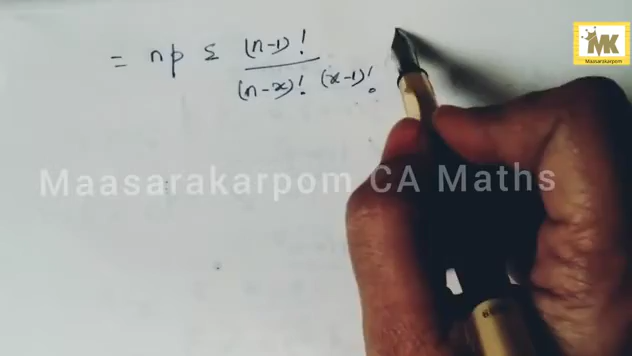 MK
Maasarakarpom
= np Σ (n-1)!
(n-x)! (x-1)!
Maasarakarpom CA Maths